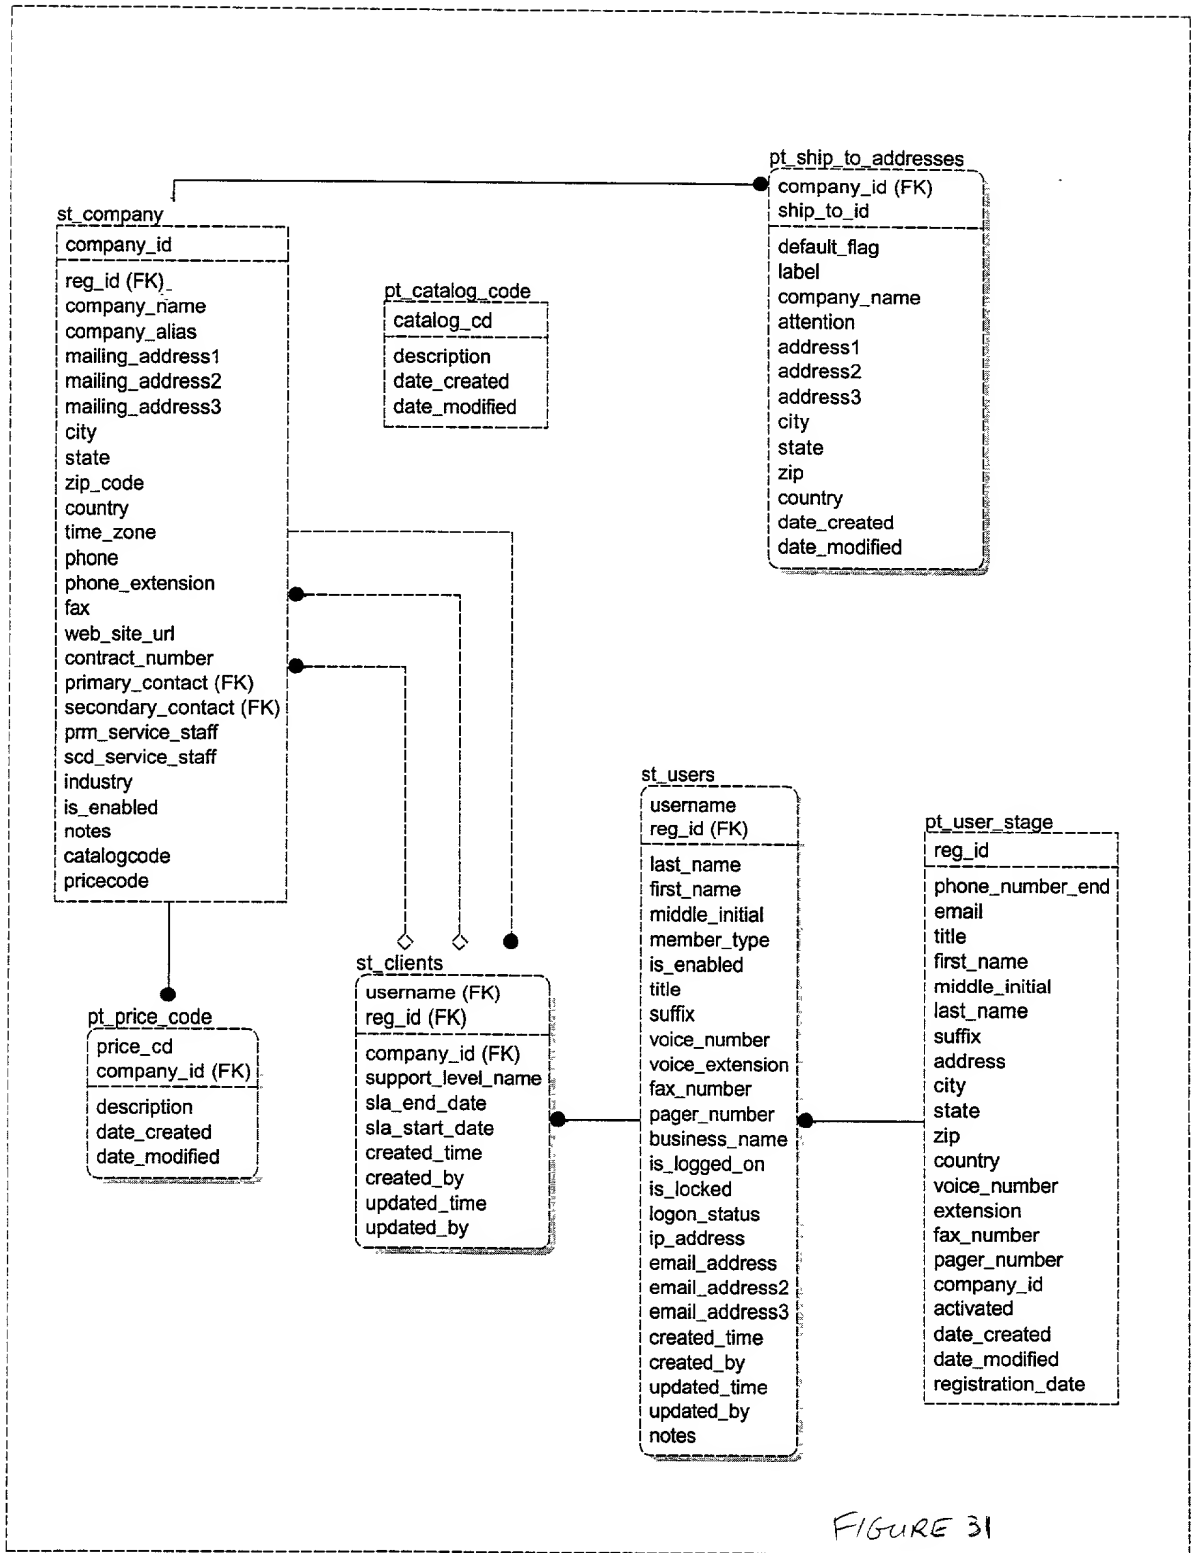 pt_ship_to_addresses
company_id (FK)
ship_to_id
default_flag
label
company_name
attention
address1
address2
address3
city
state
zip
country
date_created
date_modified
st_company
company_id
reg_id (FK)
company_name
company_alias
mailing_address1
mailing_address2
mailing_address3
city
state
zip_code
country
time_zone
phone
phone_extension
fax
web_site_url
contract_number
primary_contact (FK)
secondary_contact (FK)
prm_service_staff
scd_service_staff
industry
is_enabled
notes
catalogcode
pricecode
pt_catalog_code
catalog_cd
description
date_created
date_modified
pt_price_code
price_cd
company_id (FK)
description
date_created
date_modified
st_clients
username (FK)
reg_id (FK)
company_id (FK)
support_level_name
sla_end_date
sla_start_date
created_time
created_by
updated_time
updated_by
st_users
username
reg_id (FK)
last_name
first_name
middle_initial
member_type
is_enabled
title
suffix
voice_number
voice_extension
fax_number
pager_number
business_name
is_logged_on
is_locked
logon_status
ip_address
email_address
email_address2
email_address3
created_time
created_by
updated_time
updated_by
notes
pt_user_stage
reg_id
phone_number_end
email
title
first_name
middle_initial
last_name
suffix
address
city
state
zip
country
voice_number
extension
fax_number
pager_number
company_id
activated
date_created
date_modified
registration_date
FIGURE 31